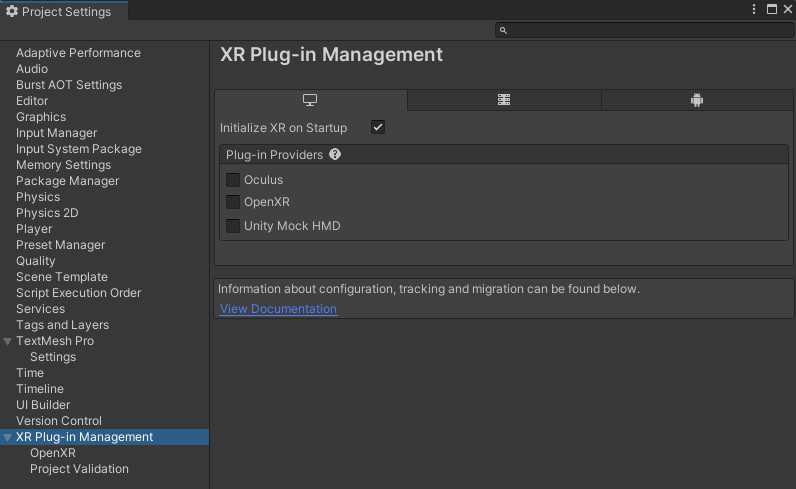 Project Settings
Adaptive Performance
Audio
Burst AOT Settings
Editor
Graphics
Input Manager
Input System Package
Memory Settings
Package Manager
Physics
Physics 2D
Player
Preset Manager
Quality
Scene Template
Script Execution Order
Services
Tags and Layers
TextMesh Pro
Settings
Time
Timeline
UI Builder
Version Control
XR Plug-in Management
OpenXR
Project Validation
XR Plug-in Management
Initialize XR on Startup
Plug-in Providers
Oculus
OpenXR
Unity Mock HMD
Information about configuration, tracking and migration can be found below.
View Documentation